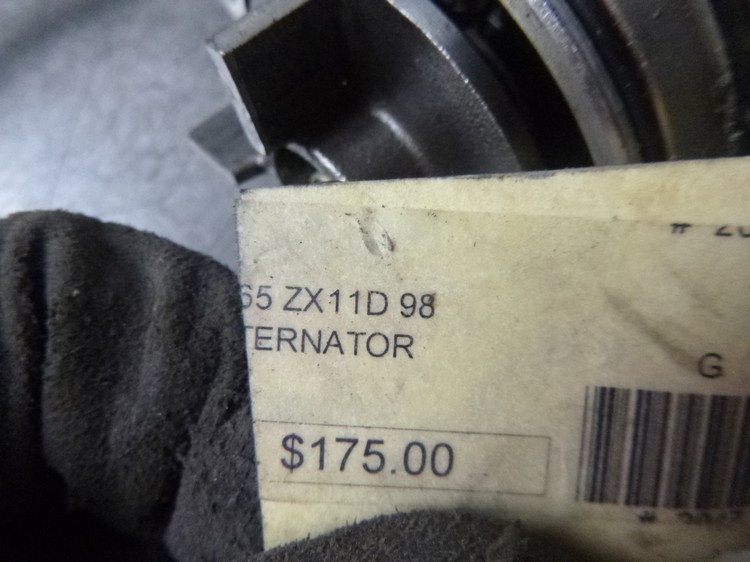 65 ZX11D 98
TERNATOR
G
$175.00